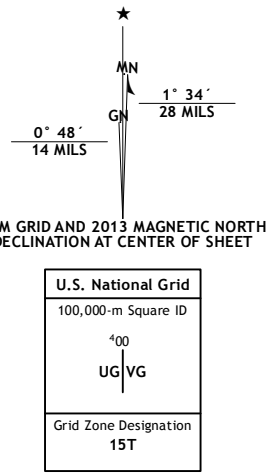 ★
MN
1° 34´
28 MILS
GN
0° 48´
14 MILS
M GRID AND 2013 MAGNETIC NORTH
DECLINATION AT CENTER OF SHEET
U.S. National Grid
100,000-m Square ID
⁴00
UG VG
Grid Zone Designation
15T